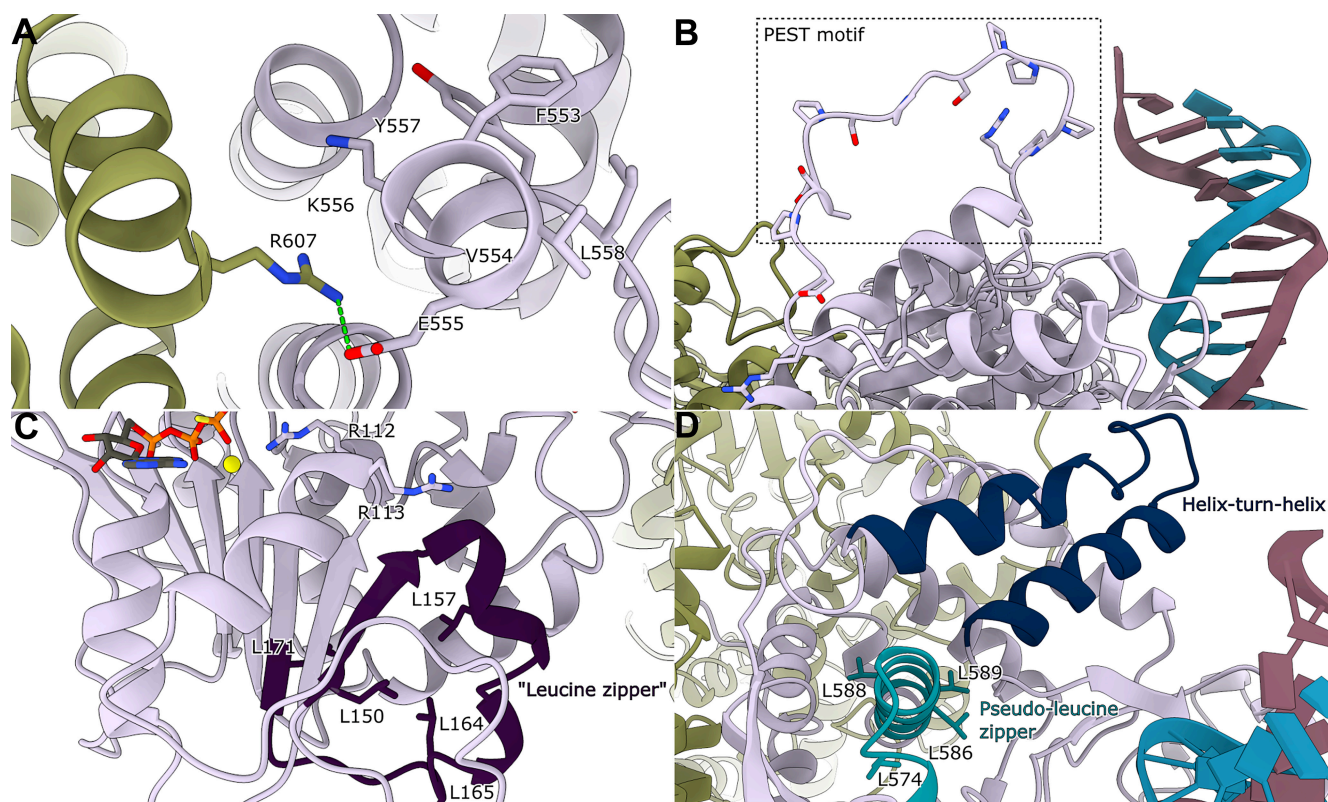 A
Y557
F553
K556
R607
V554
L558
E555
B
PEST motif
C
R112
R113
L157
L171
"Leucine zipper"
L150
L164
L165
D
Helix-turn-helix
L588
L589
Pseudo-leucine
zipper
L586
L574